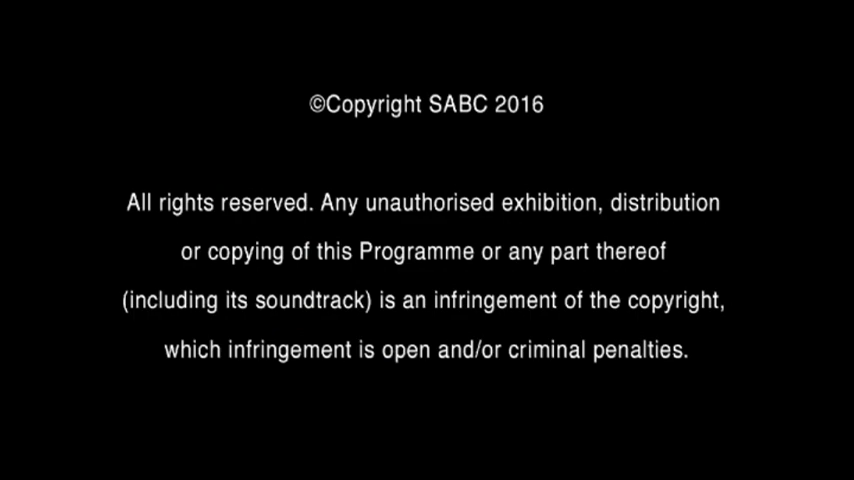 ©Copyright SABC 2016
All rights reserved. Any unauthorised exhibition, distribution
or copying of this Programme or any part thereof
(including its soundtrack) is an infringement of the copyright,
which infringement is open and/or criminal penalties.